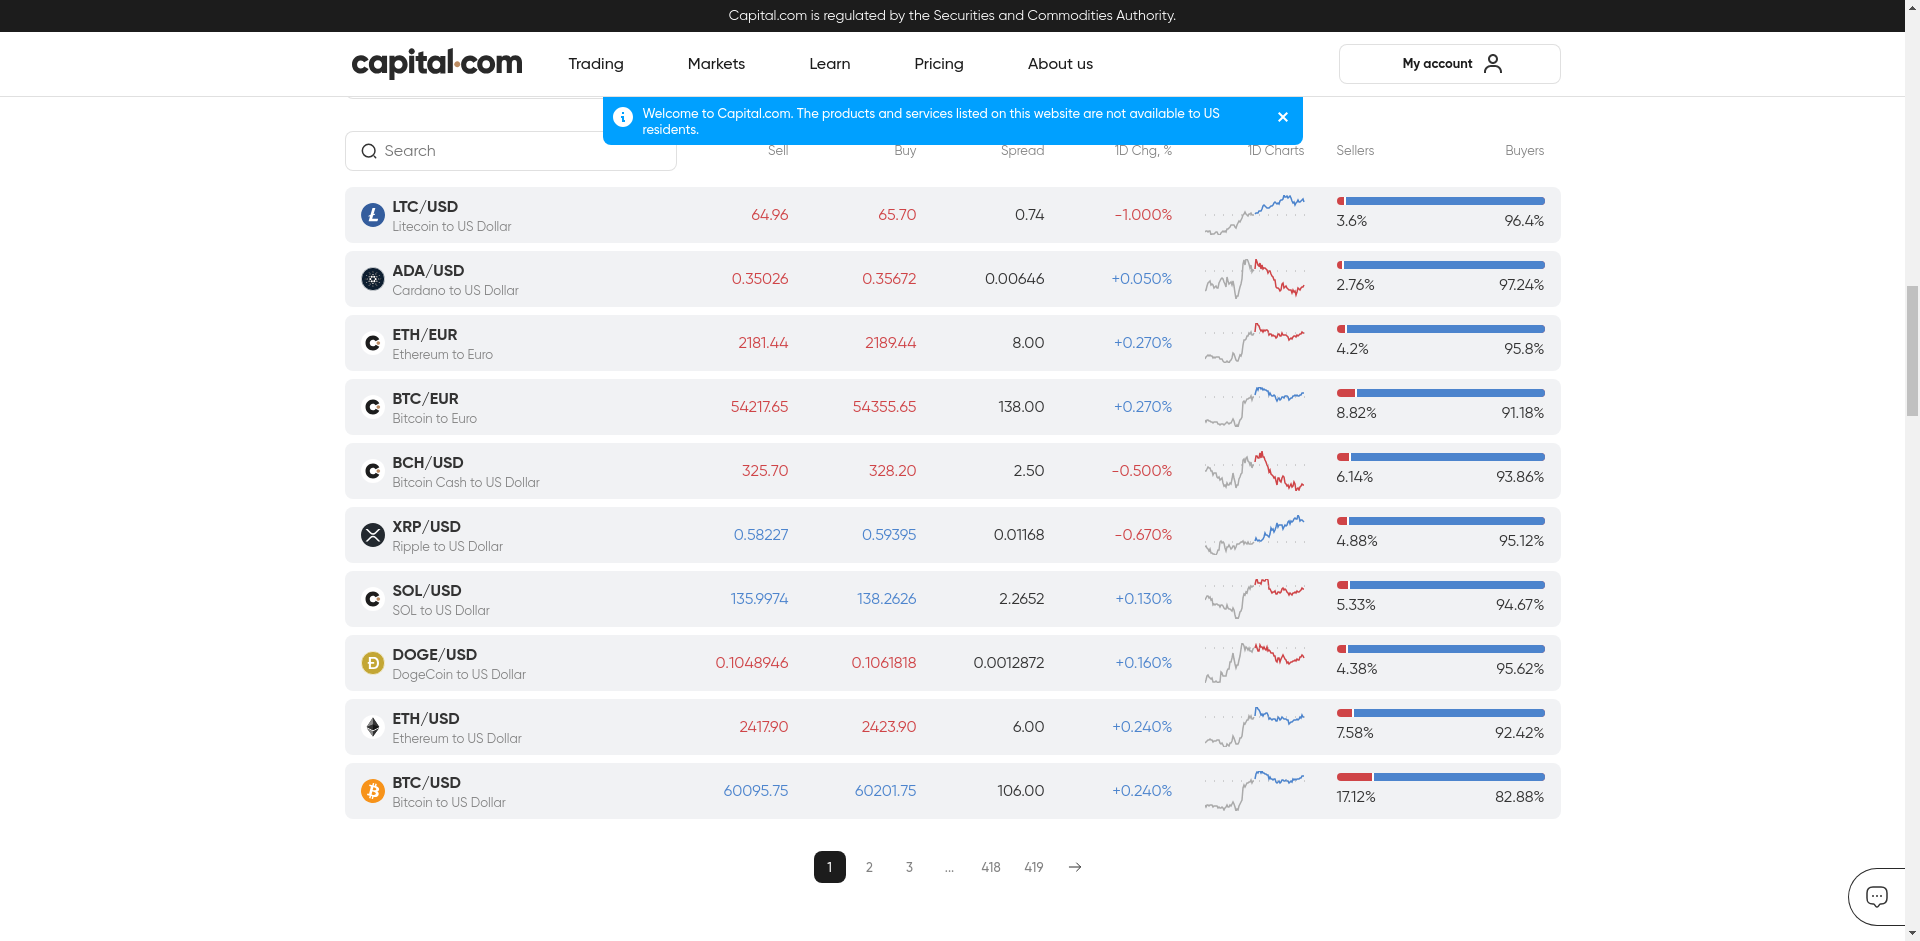 Capital.com is regulated by the Securities and Commodities Authority.
capital.com
Trading
Markets
Learn
Pricing
About us
My account
Welcome to Capital.com. The products and services listed on this website are not available to US
residents.
Search
Sell
Buy
Spread
1D Chg, %
1D Charts
Sellers
Buyers
LTC/USD
Litecoin to US Dollar
64.96
65.70
0.74
-1.000%
3.6%
96.4%
ADA/USD
Cardano to US Dollar
0.35026
0.35672
0.00646
+0.050%
2.76%
97.24%
ETH/EUR
Ethereum to Euro
2181.44
2189.44
8.00
+0.270%
4.2%
95.8%
BTC/EUR
Bitcoin to Euro
54217.65
54355.65
138.00
+0.270%
8.82%
91.18%
BCH/USD
Bitcoin Cash to US Dollar
325.70
328.20
2.50
-0.500%
6.14%
93.86%
XRP/USD
Ripple to US Dollar
0.58227
0.59395
0.01168
-0.670%
4.88%
95.12%
SOL/USD
SOL to US Dollar
135.9974
138.2626
2.2652
+0.130%
5.33%
94.67%
DOGE/USD
DogeCoin to US Dollar
0.1048946
0.1061818
0.0012872
+0.160%
4.38%
95.62%
ETH/USD
Ethereum to US Dollar
2417.90
2423.90
6.00
+0.240%
7.58%
92.42%
BTC/USD
Bitcoin to US Dollar
60095.75
60201.75
106.00
+0.240%
17.12%
82.88%
1
2
3
...
418
419